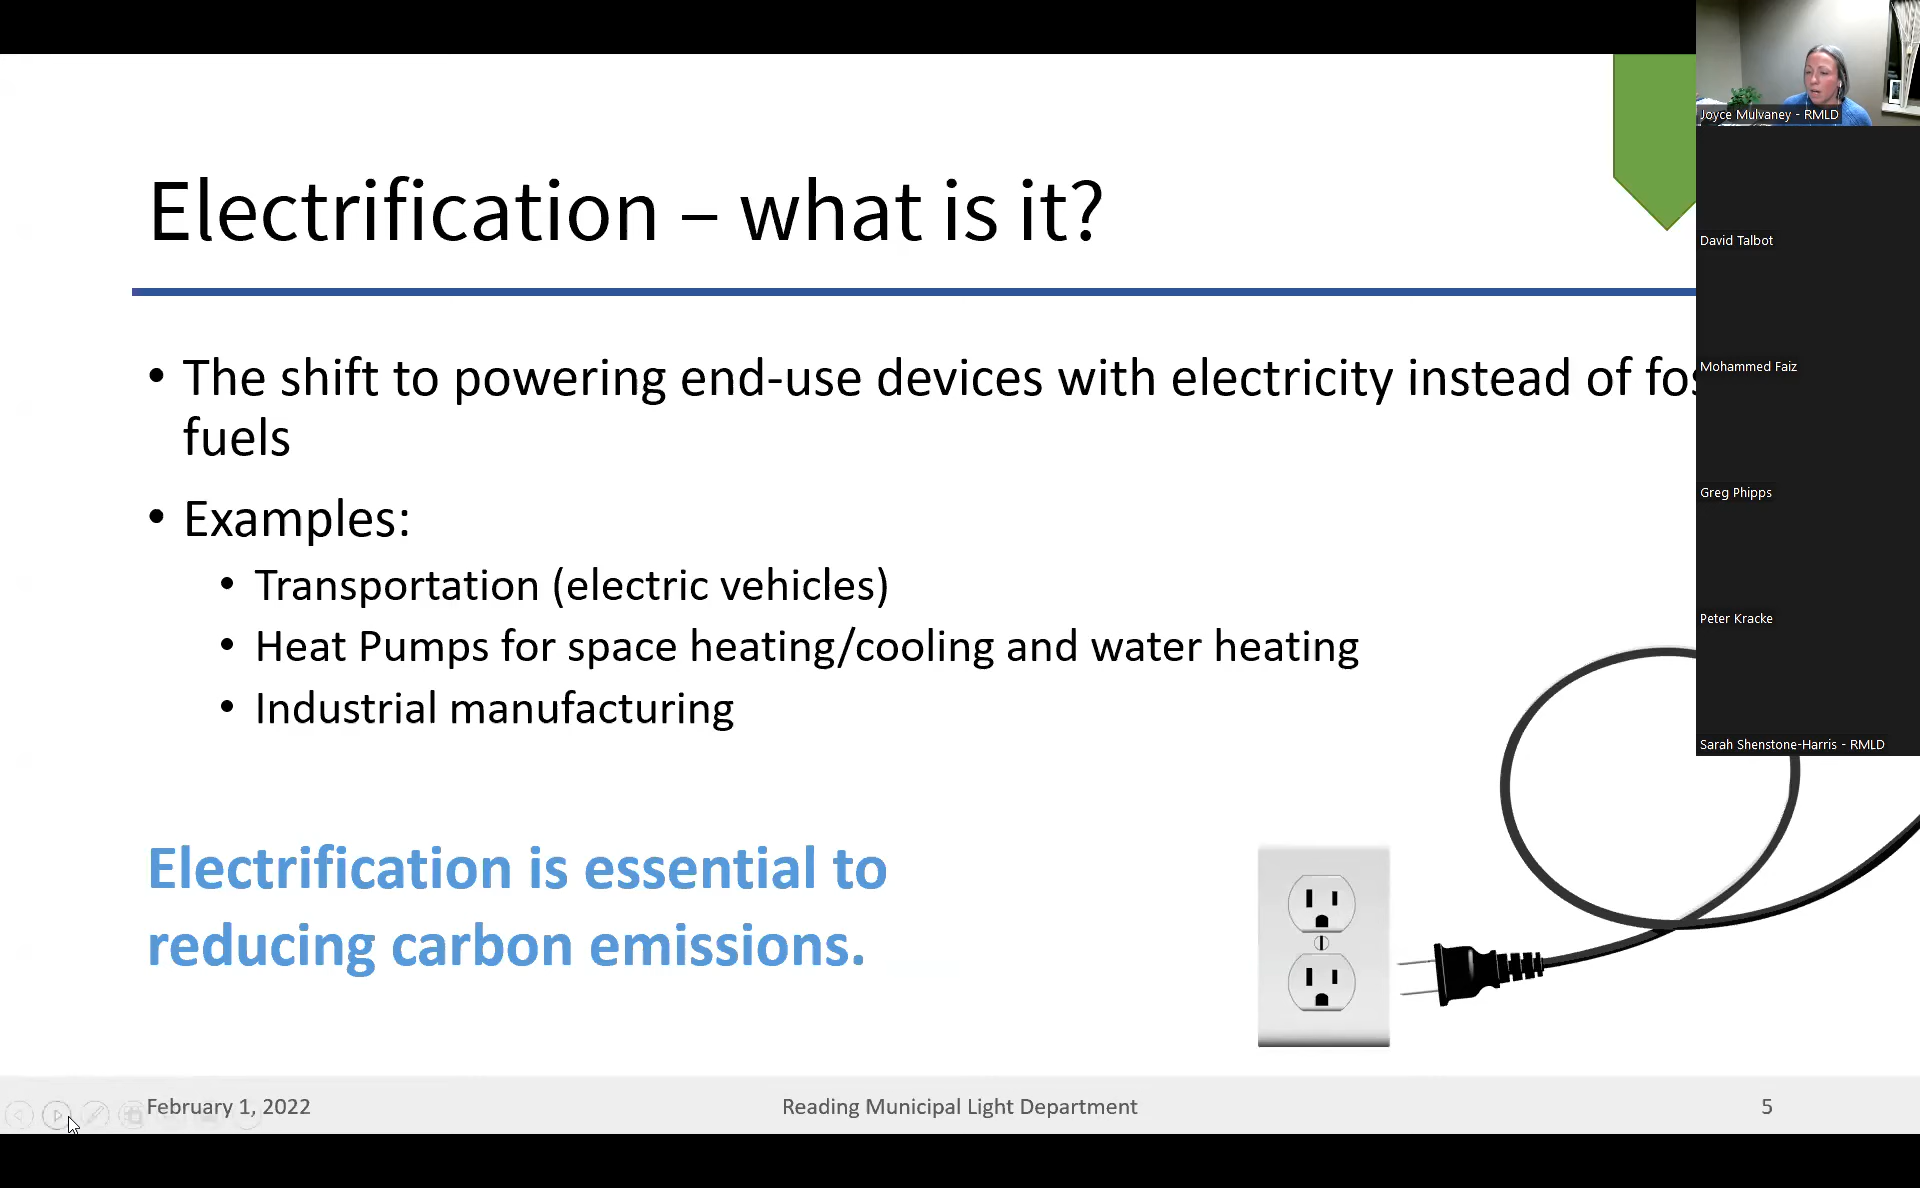 Joyce Mulvaney - RMLD
Electrification – what is it?
David Talbot
• The shift to powering end-use devices with electricity instead of
Mohammed Faiz
fuels
Greg Phipps
• Examples:
• Transportation (electric vehicles)
Peter Kracke
• Heat Pumps for space heating/cooling and water heating
• Industrial manufacturing
Sarah Shenstone-Harris - RMLD
Electrification is essential to
reducing carbon emissions.
February 1, 2022
Reading Municipal Light Department
5